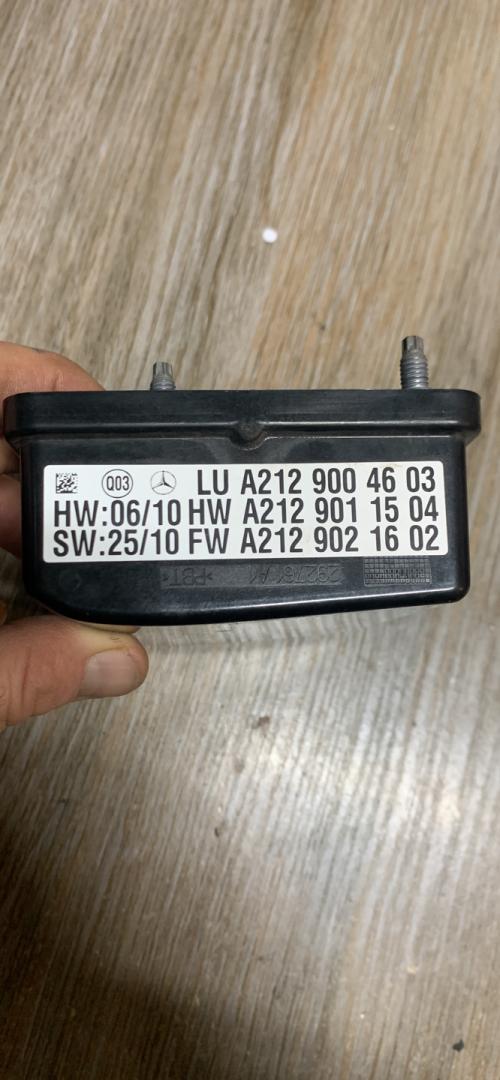 Q03 LU A212 900 46 03
HW:06/10 HW A212 901 15 04
SW:25/10 FW A212 902 16 02
>PBT<